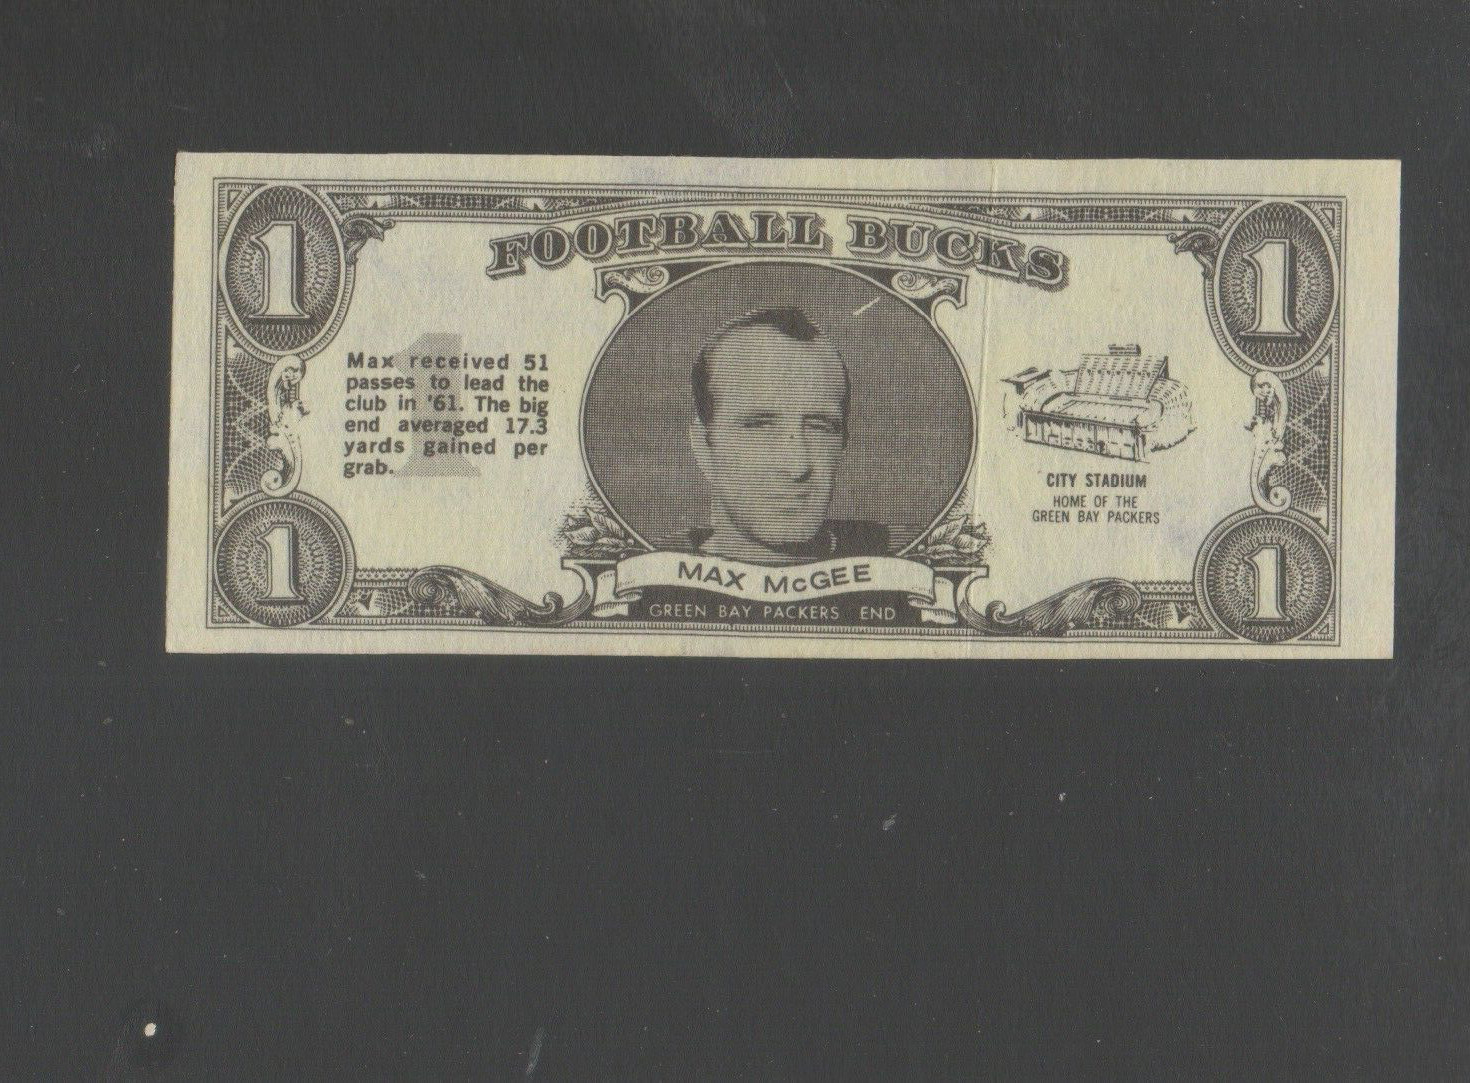 FOOTBALL BUCKS
1
1
Max received 51
passes to lead the
club in '61. The big
end averaged 17.3
yards gained per
grab.
1
CITY STADIUM
HOME OF THE
GREEN BAY PACKERS
MAX McGEE
GREEN BAY PACKERS END
1
1